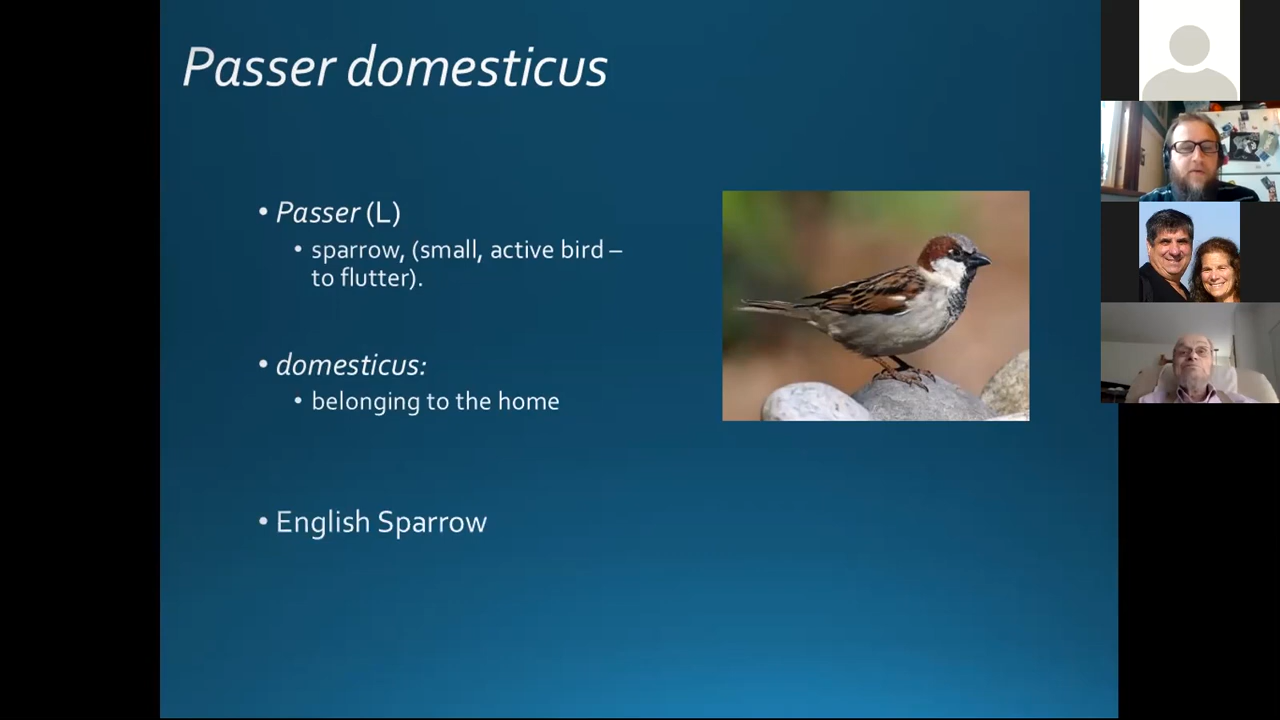 Passer domesticus
• Passer (L)
• sparrow, (small, active bird –
to flutter).
• domesticus:
• belonging to the home
• English Sparrow